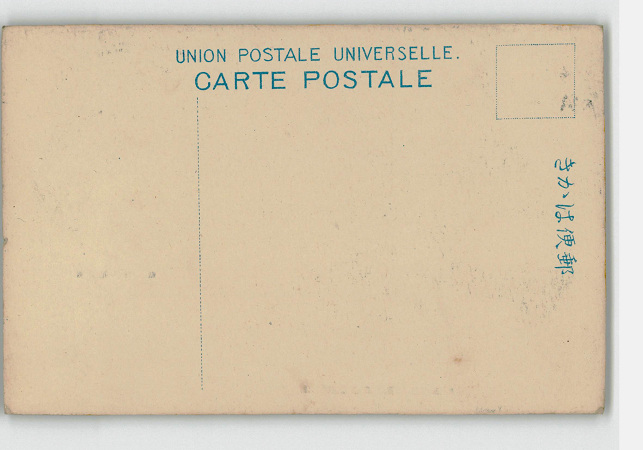 UNION POSTALE UNIVERSELLE.
CARTE POSTALE
きかは便郵